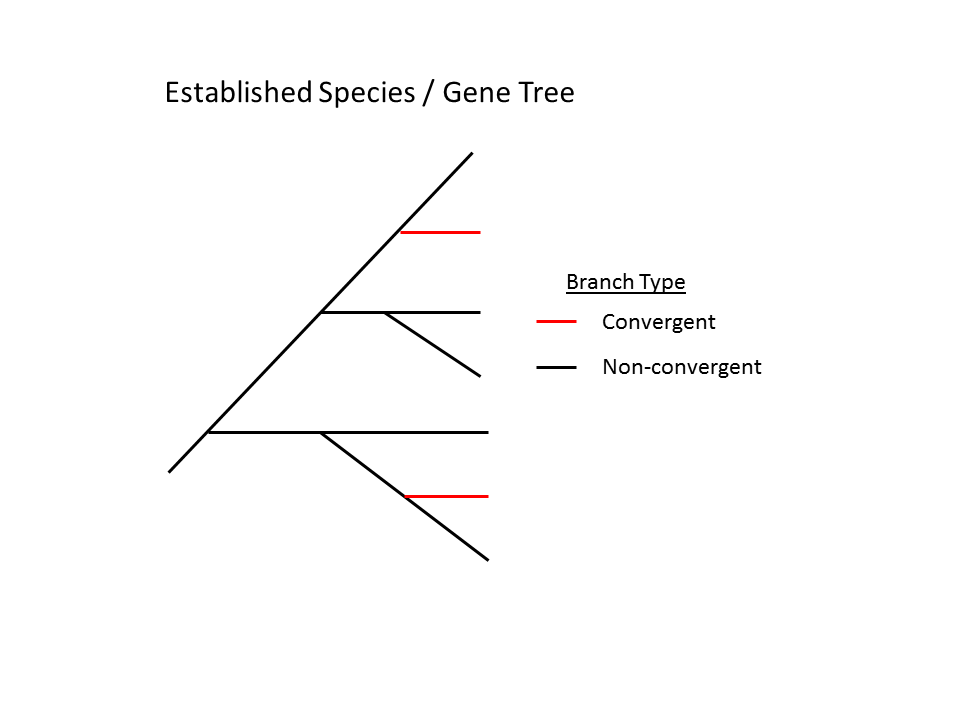 Established Species / Gene Tree
Branch Type
Convergent
Non-convergent